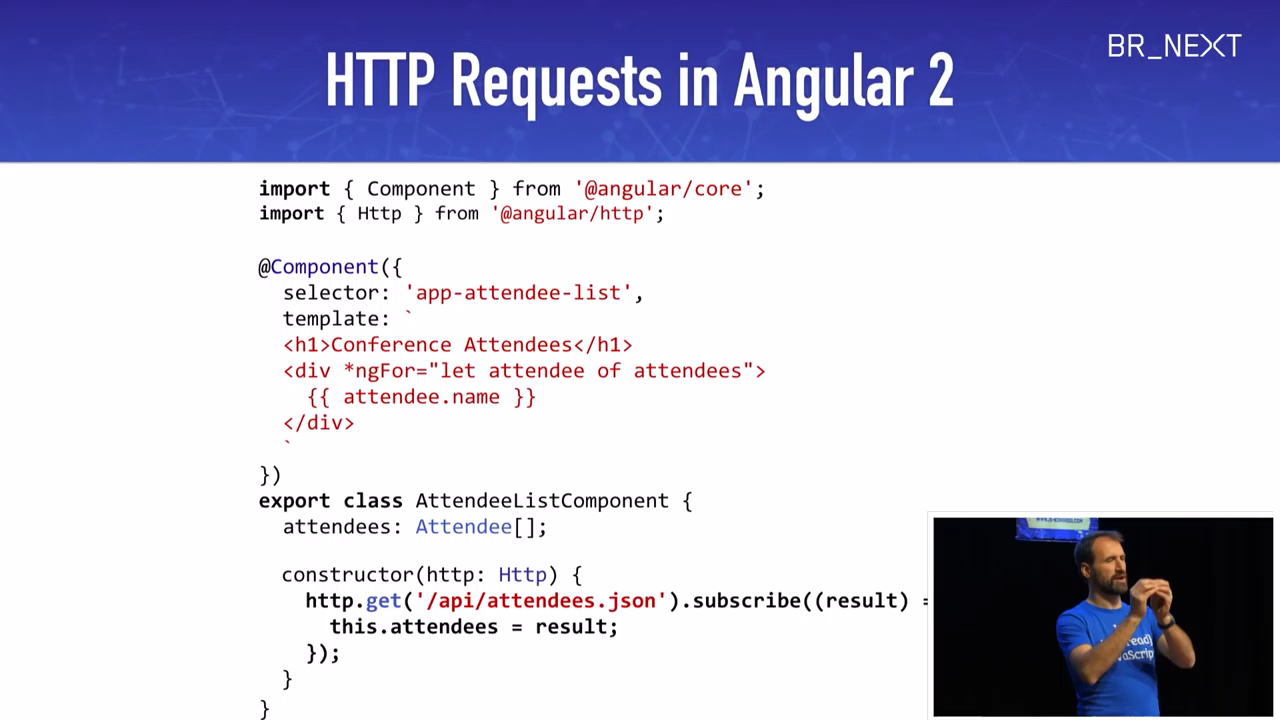 BR_NEXT
HTTP Requests in Angular 2
import { Component } from '@angular/core';
import { Http } from '@angular/http';
@Component({
selector: 'app-attendee-list',
template: `
<h1>Conference Attendees</h1>
<div *ngFor="let attendee of attendees">
{{ attendee.name }}
</div>
`
})
export class AttendeeListComponent {
attendees: Attendee[];
constructor(http: Http) {
http.get('/api/attendees.json').subscribe((result) =
this.attendees = result;
});
}
}